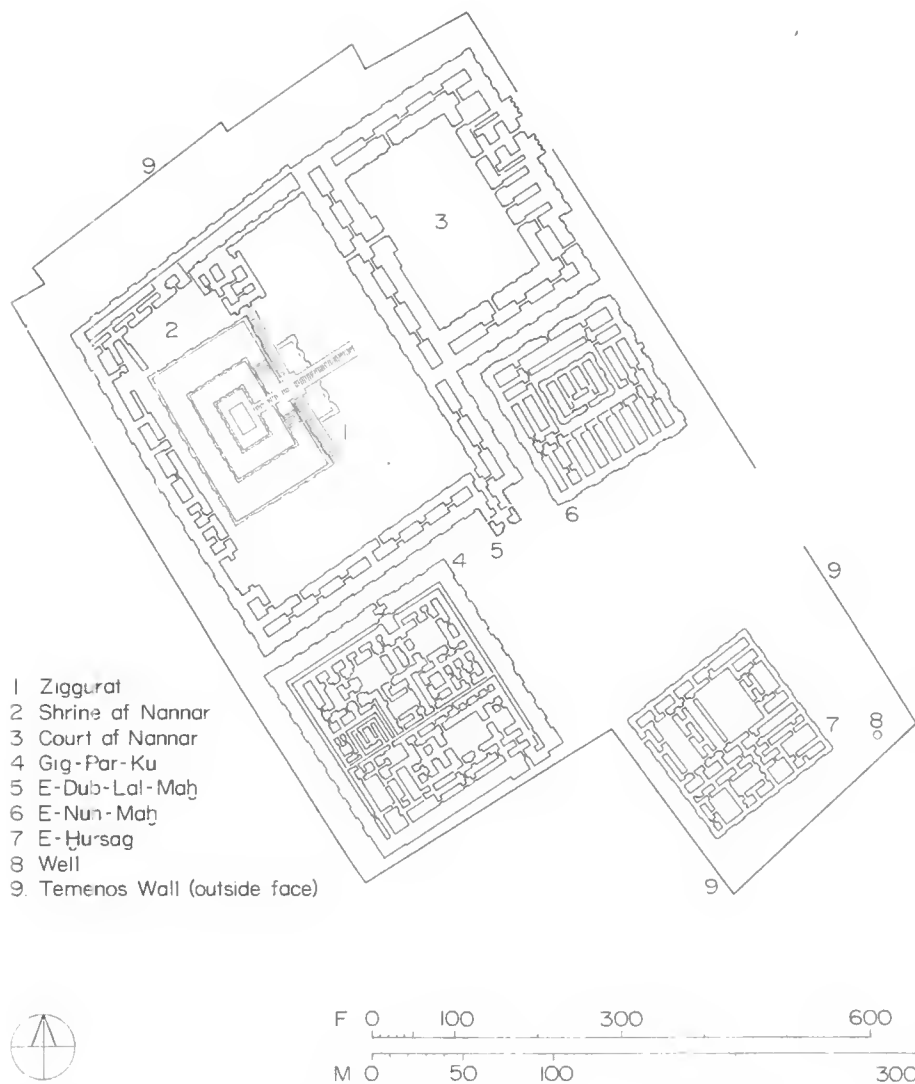 9
3
2
1
6
5
4
9
7
8
9
1 Ziggurat
2 Shrine af Nannar
3 Court af Nannar
4 Gig-Par-Ku
5 E-Dub-Lal-Maḫ
6 E-Nun-Maḫ
7 E-Ḫursag
8 Well
9. Temenos Wall (outside face)
F 0 100 300 600
M 0 50 100 300